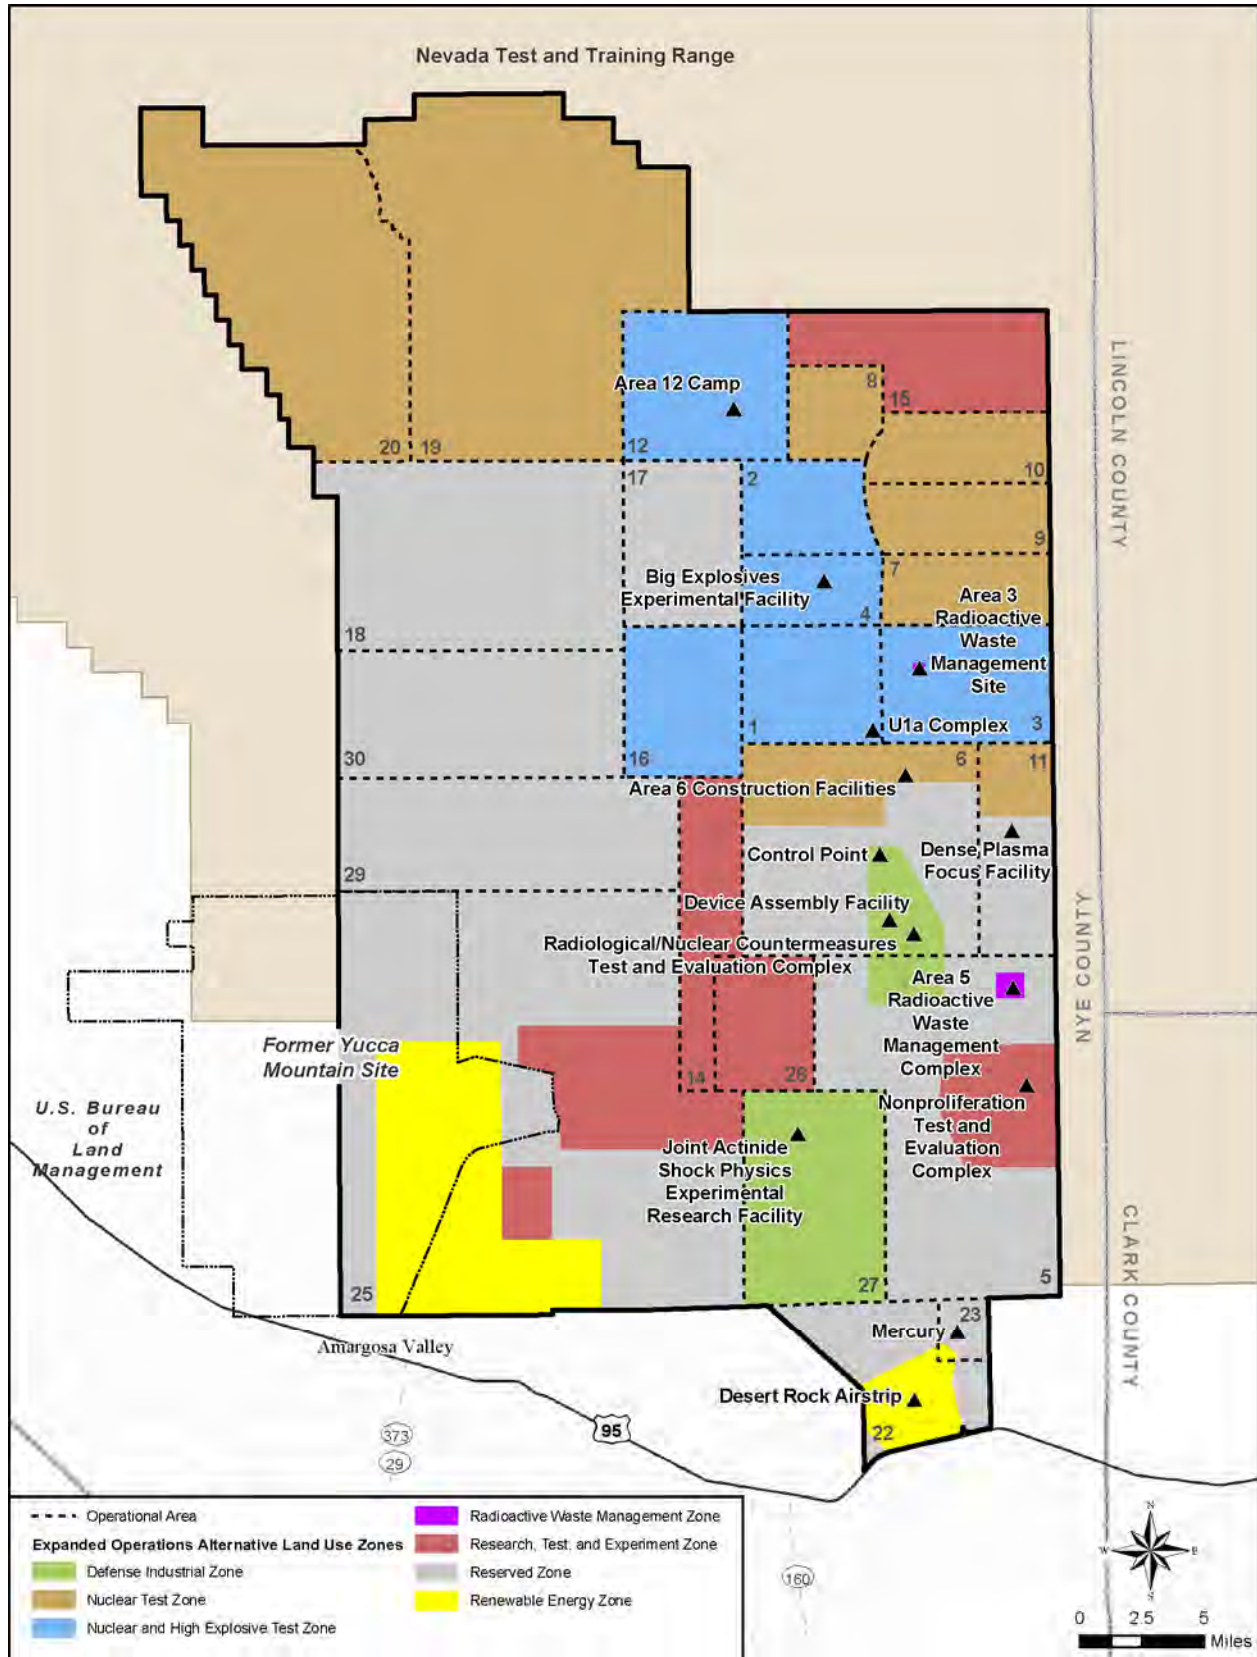 Nevada Test and Training Range
LINCOLN COUNTY
8
15
Area 12 Camp
20
19
12
10
17
2
9
7
Big Explosives
Experimental Facility
4
Area 3
Radioactive
Waste
Management
Site
18
1
U1a Complex
3
30
16
6
11
Area 6 Construction Facilities
Control Point
Dense Plasma
Focus Facility
29
Device Assembly Facility
Radiological/Nuclear Countermeasures
Test and Evaluation Complex
NYE COUNTY
Area 5
Radioactive
Waste
Management
Complex
Former Yucca
Mountain Site
14
26
U.S. Bureau
of
Land
Management
Nonproliferation
Test and
Evaluation
Complex
Joint Actinide
Shock Physics
Experimental
Research Facility
CLARK COUNTY
25
27
5
23
Mercury
Amargosa Valley
Desert Rock Airstrip
22
95
373
29
160
Operational Area
Expanded Operations Alternative Land Use Zones
Defense Industrial Zone
Nuclear Test Zone
Nuclear and High Explosive Test Zone
Radioactive Waste Management Zone
Research, Test, and Experiment Zone
Reserved Zone
Renewable Energy Zone
N
W
E
S
0 2.5 5
Miles